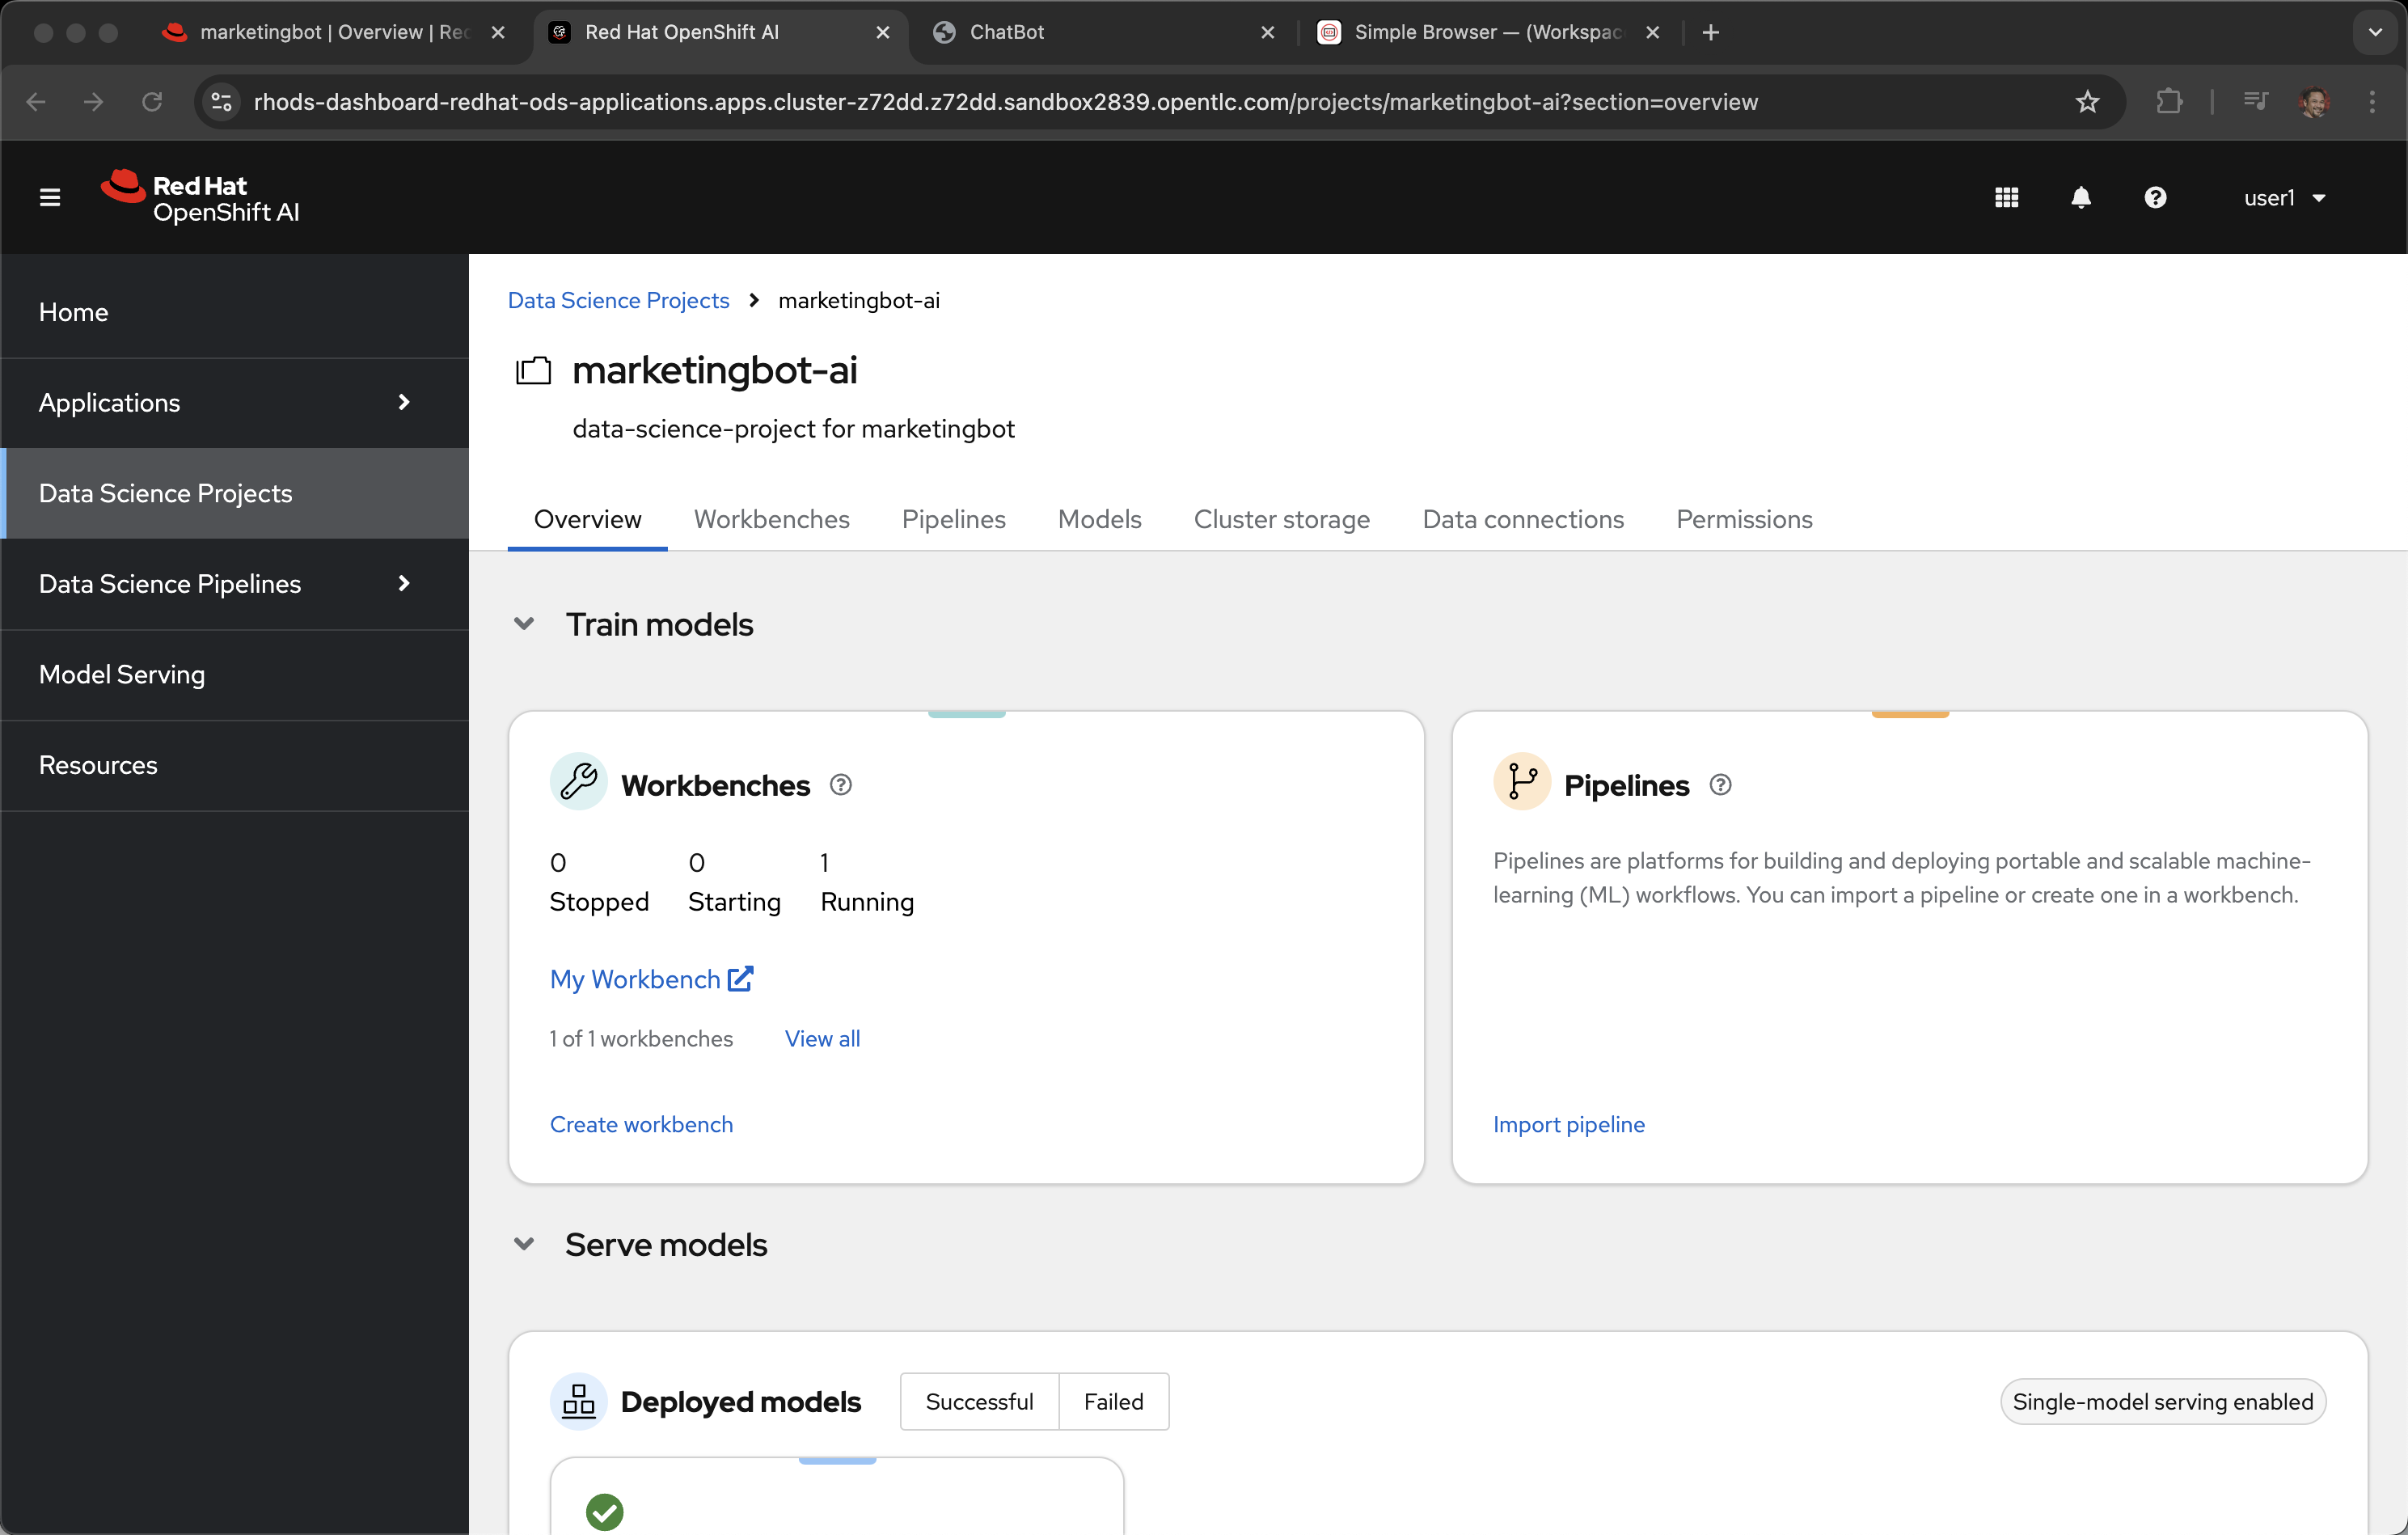 marketingbot | Overview | Red
Red Hat OpenShift AI
ChatBot
Simple Browser — (Workspac
rhods-dashboard-redhat-ods-applications.apps.cluster-z72dd.z72dd.sandbox2839.opentlc.com/projects/marketingbot-ai?section=overview
Red Hat
OpenShift AI
user1
Home
Applications
Data Science Projects
Data Science Pipelines
Model Serving
Resources
Data Science Projects > marketingbot-ai
marketingbot-ai
data-science-project for marketingbot
Overview Workbenches Pipelines Models Cluster storage Data connections Permissions
Train models
Workbenches
0 0 1
Stopped Starting Running
My Workbench
1 of 1 workbenches View all
Create workbench
Pipelines
Pipelines are platforms for building and deploying portable and scalable machine-
learning (ML) workflows. You can import a pipeline or create one in a workbench.
Import pipeline
Serve models
Deployed models Successful Failed Single-model serving enabled